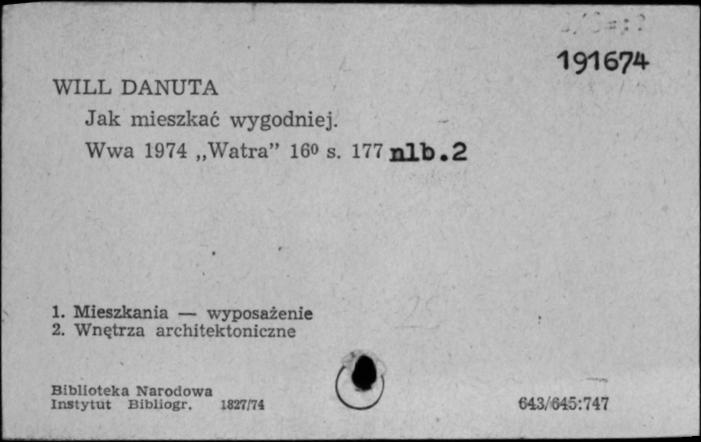 191674
WILL DANUTA
Jak mieszkać wygodniej.
Wwa 1974 „Watra” 16º s. 177 nlb.2
1. Mieszkania — wyposażenie
2. Wnętrza architektoniczne
Biblioteka Narodowa
Instytut Bibliogr. 1827/74
643/645:747